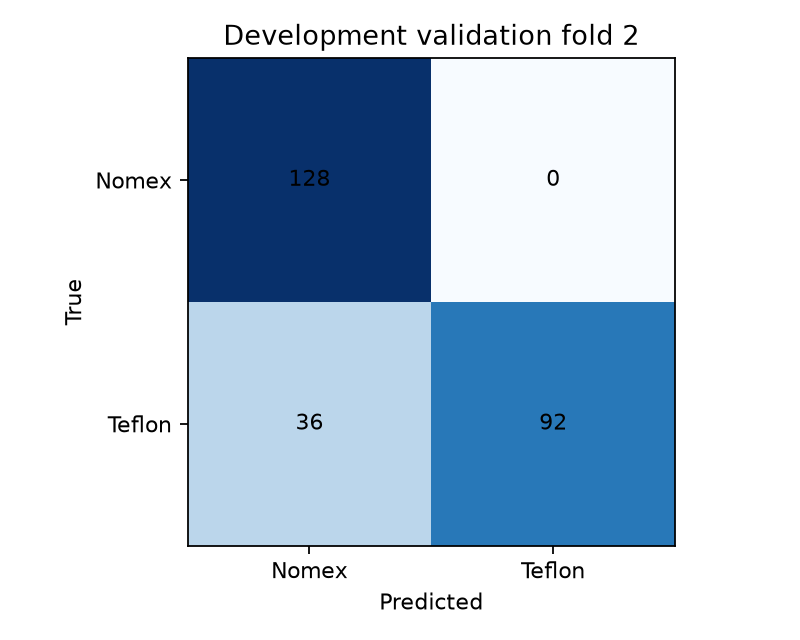 Development validation fold 2
Nomex
128
0
True
Teflon
36
92
Nomex
Teflon
Predicted